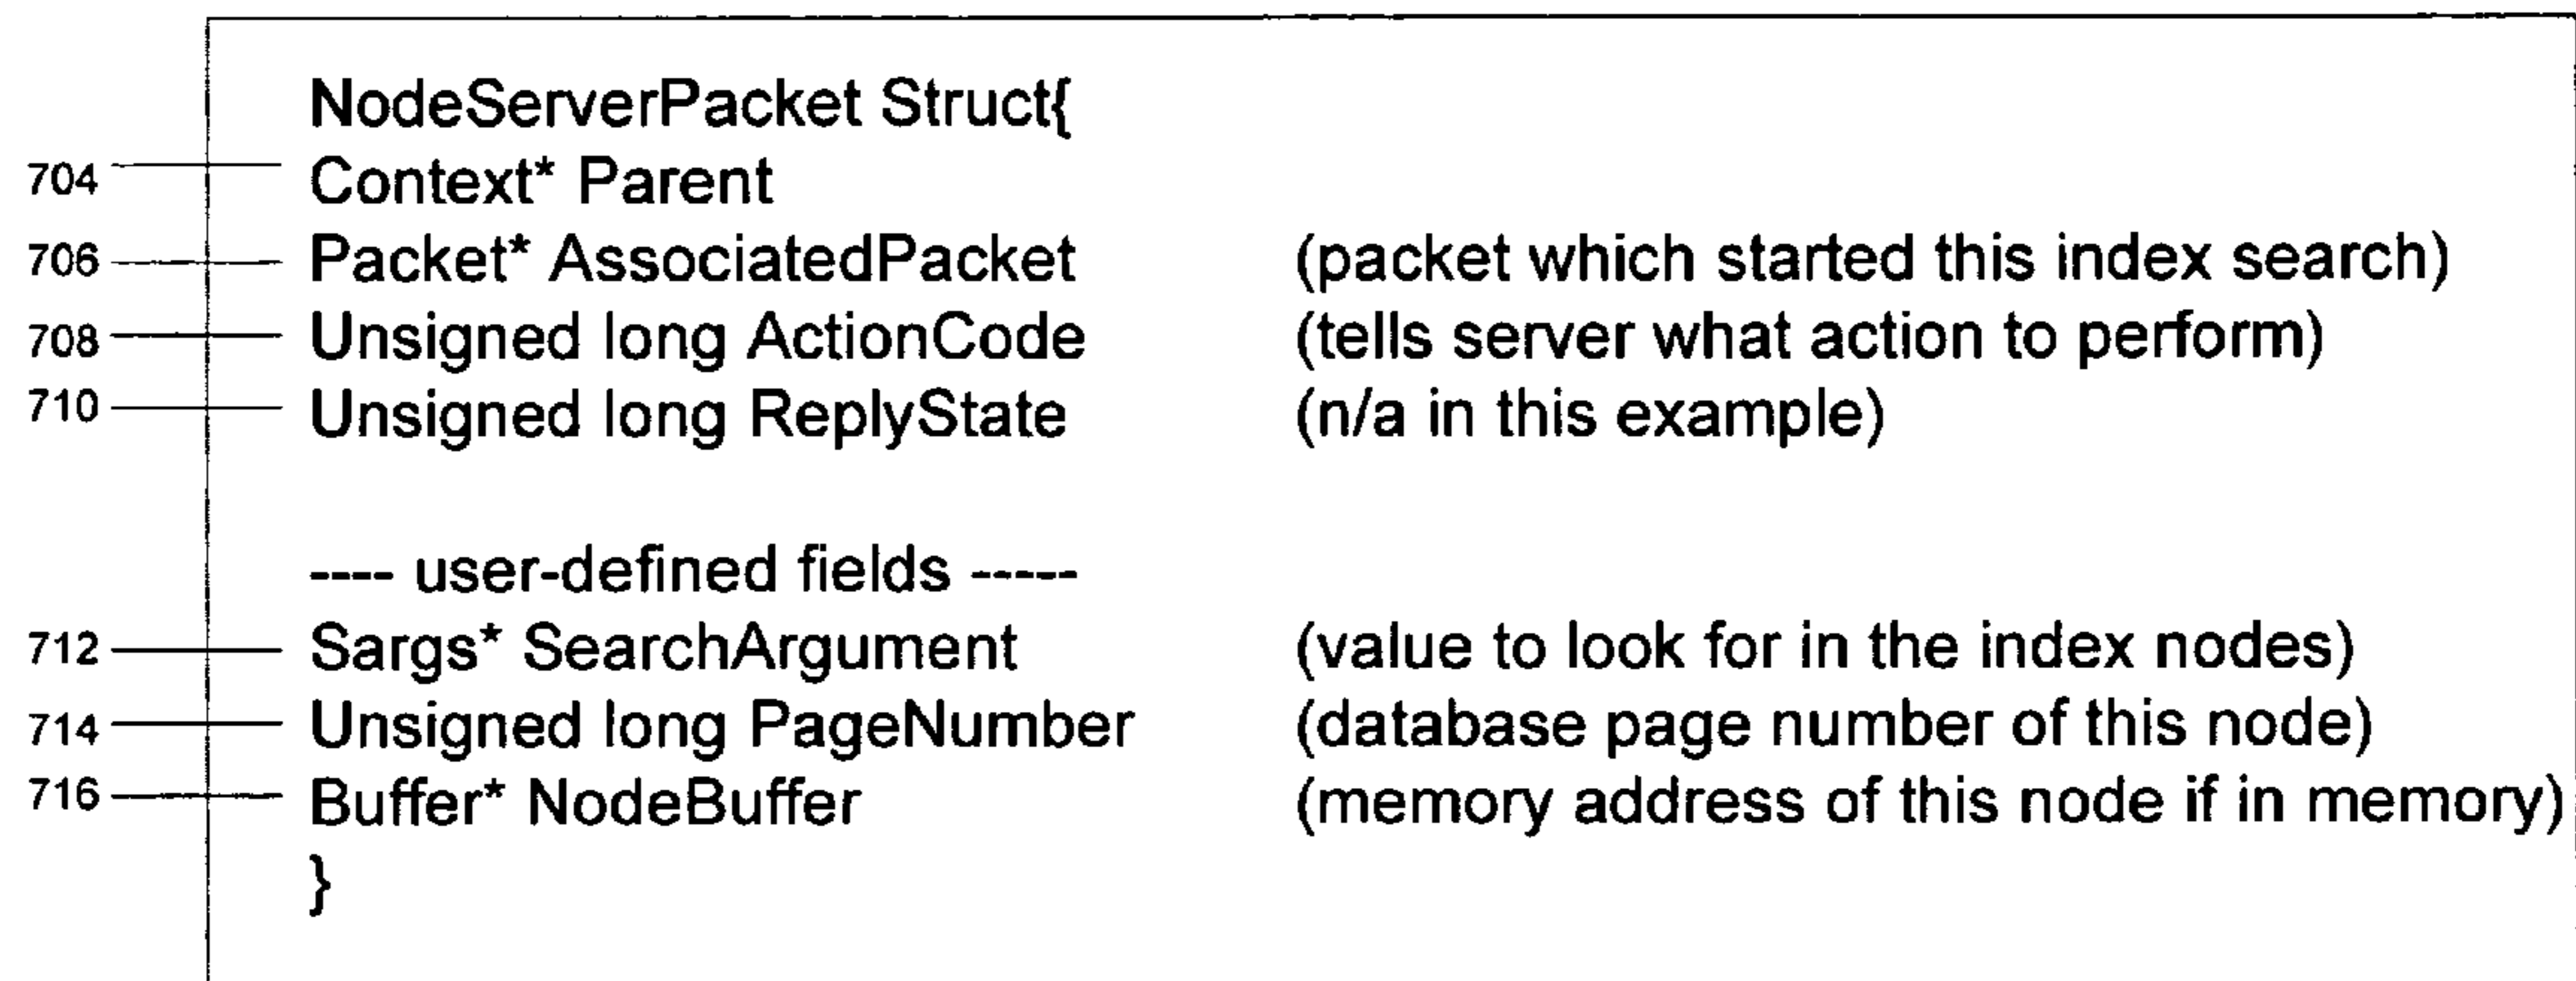 NodeServerPacket Struct{
704 Context* Parent
706 Packet* AssociatedPacket (packet which started this index search)
708 Unsigned long ActionCode (tells server what action to perform)
710 Unsigned long ReplyState (n/a in this example)
---- user-defined fields -----
712 Sargs* SearchArgument (value to look for in the index nodes)
714 Unsigned long PageNumber (database page number of this node)
716 Buffer* NodeBuffer (memory address of this node if in memory)
}